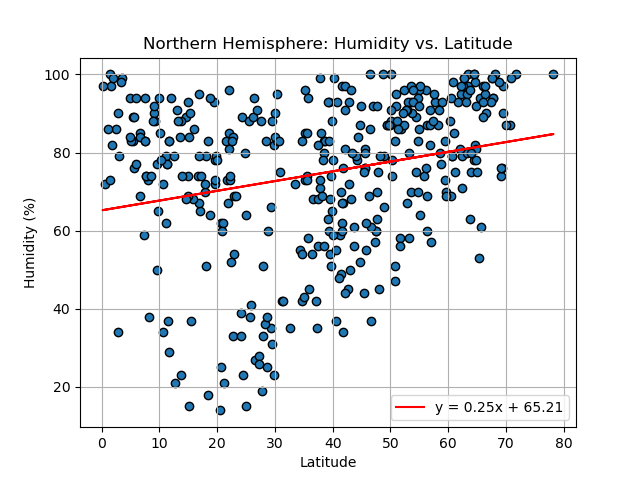 Northern Hemisphere: Humidity vs. Latitude
100
80
60
40
20
Humidity (%)
y = 0.25x + 65.21
0 10 20 30 40 50 60 70 80
Latitude